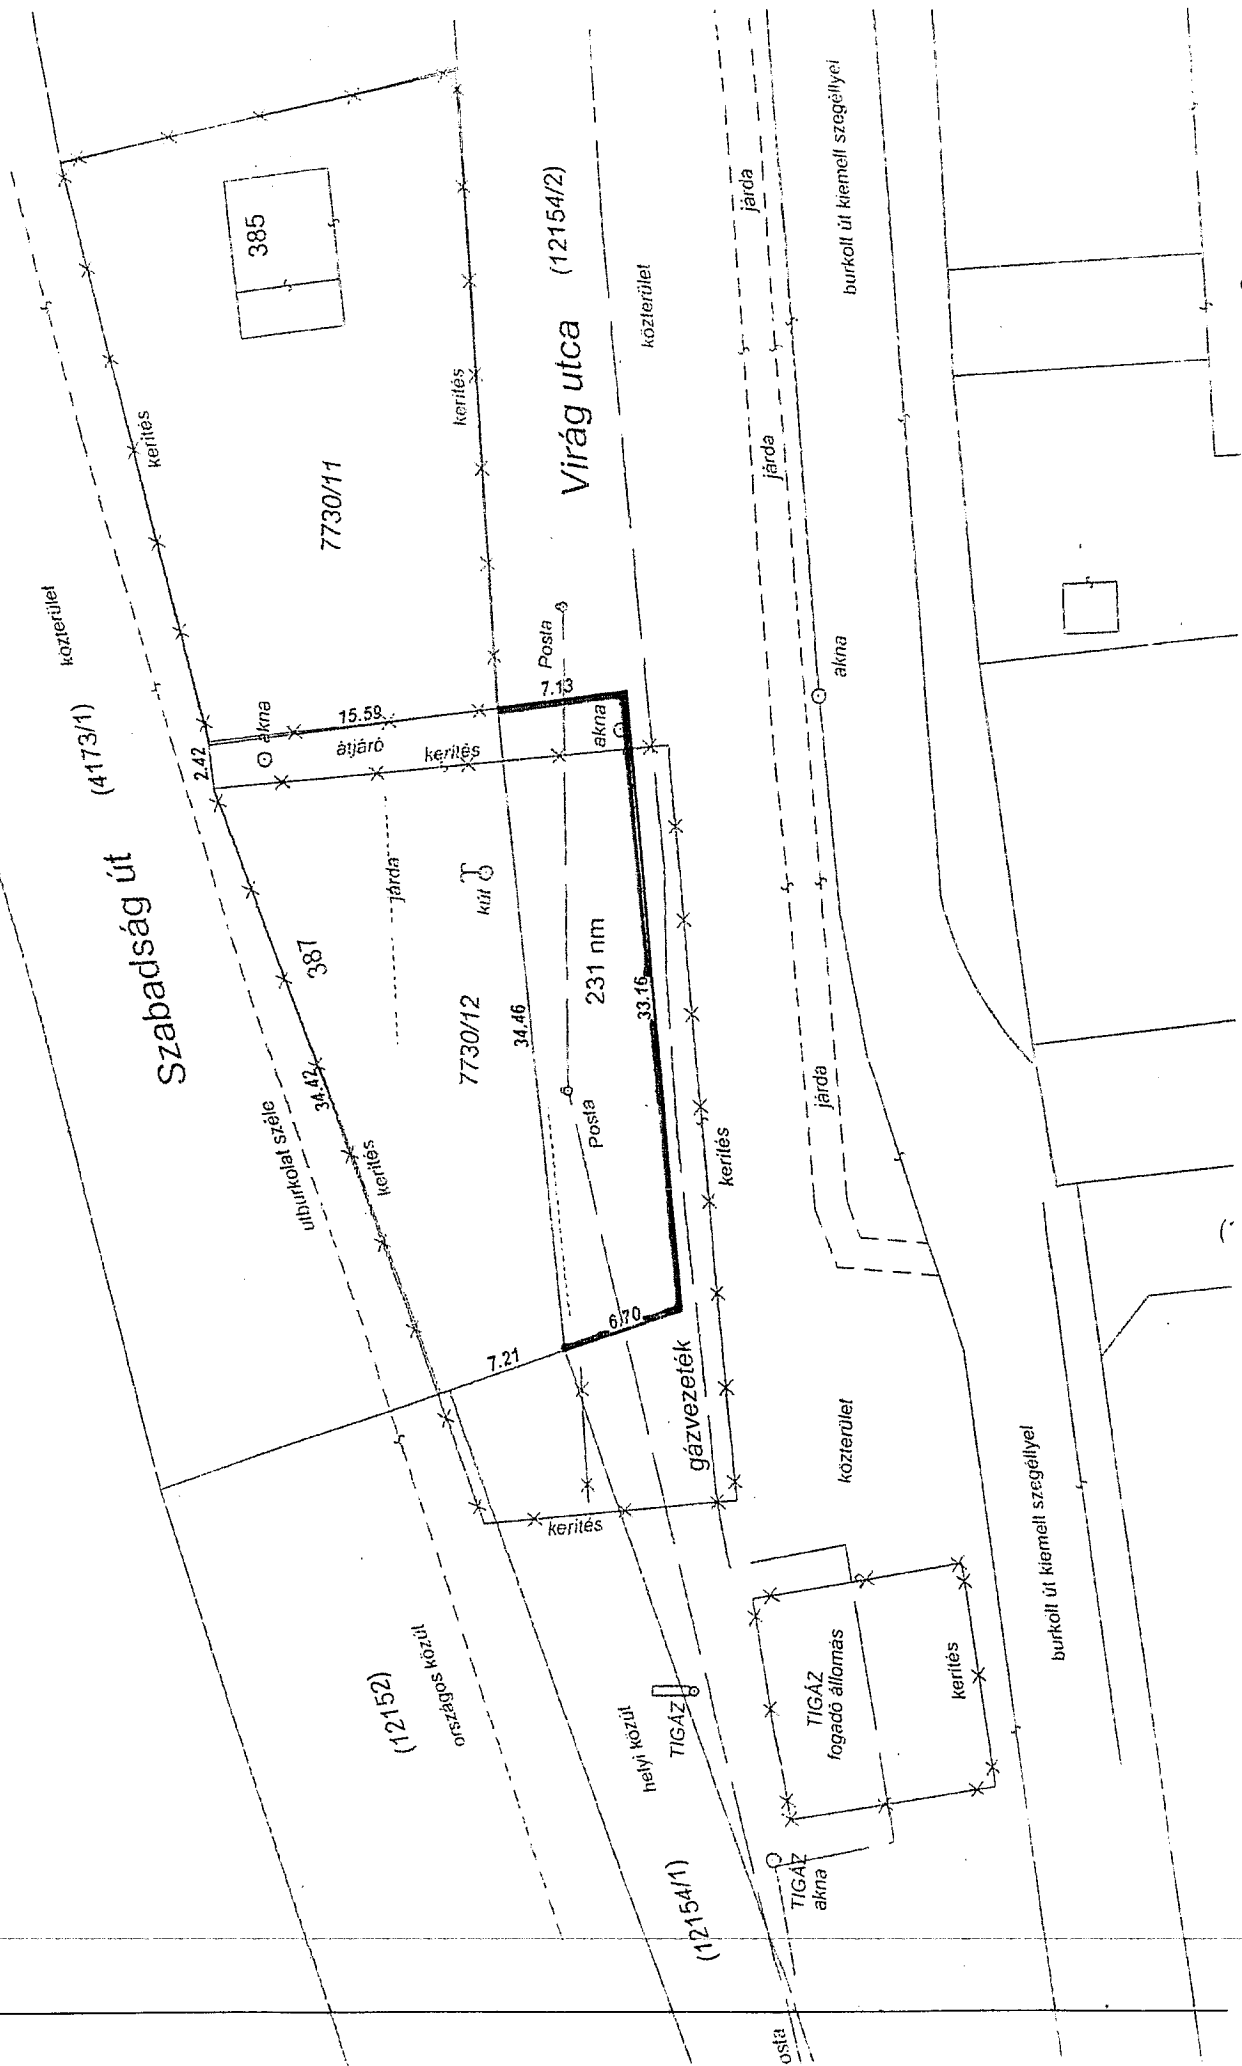 Szabadság út
(4173/1)
közterület
kerítés
385
7730/11
kerítés
Virág utca
(12154/2)
közterület
járda
járda
burkolt út kiemelt szegéllyel
2.42
akna
15.59
átjáró
kerítés
7.13
Posta
akna
akna
387
járda
kút
7730/12
34.42
34.46
231 nm
33.16
Posta
útburkolat széle
kerítés
kerítés
járda
7.21
6.70
gázvezeték
kerítés
közterület
burkolt út kiemelt szegéllyel
(12152)
országos közút
helyi közút
TIGÁZ
TIGÁZ
fogadó állomás
kerítés
(12154/1)
TIGÁZ
akna
osta